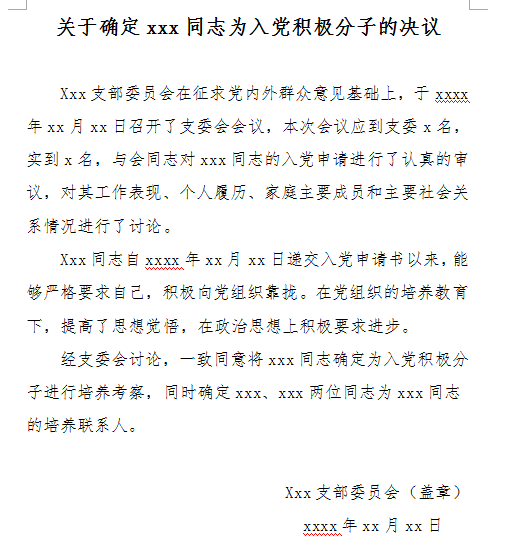 关于确定 xxx 同志为入党积极分子的决议
Xxx 支部委员会在征求党内外群众意见基础上，于 xxxx
年 xx 月 xx 日召开了支委会会议，本次会议应到支委 x 名，
实到 x 名，与会同志对 xxx 同志的入党申请进行了认真的审
议，对其工作表现、个人履历、家庭主要成员和主要社会关
系情况进行了讨论。
Xxx 同志自 xxxx 年 xx 月 xx 日递交入党申请书以来，能
够严格要求自己，积极向党组织靠拢。在党组织的培养教育
下，提高了思想觉悟，在政治思想上积极要求进步。
经支委会讨论，一致同意将 xxx 同志确定为入党积极分
子进行培养考察，同时确定 xxx、xxx 两位同志为 xxx 同志
的培养联系人。
Xxx 支部委员会（盖章）
xxxx 年 xx 月 xx 日